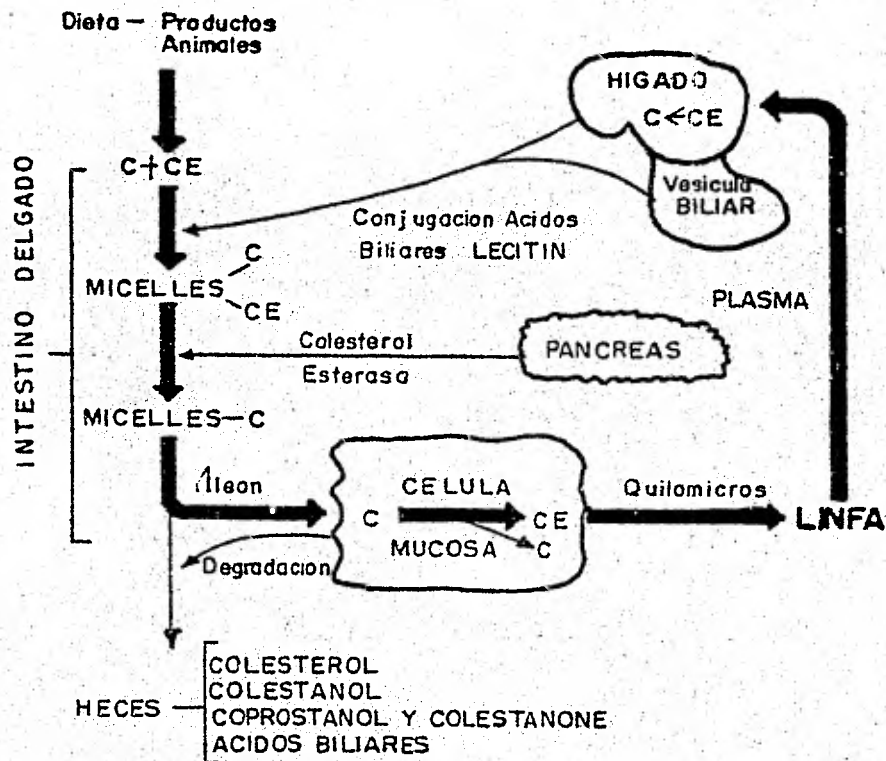 Dieta — Productos
Animales
HIGADO
C<CE
Vesicula
BILIAR
C+CE
INTESTINO DELGADO
Conjugacion Acidos
Biliares LECITIN
C
MICELLES
CE
PLASMA
Colesterol
Esterasa
PANCREAS
MICELLES—C
Ileon
CELULA
C
CE
MUCOSA
C
Quilomicros
LINFA
Degradacion
HECES
COLESTEROL
COLESTANOL
COPROSTANOL Y COLESTANONE
ACIDOS BILIARES